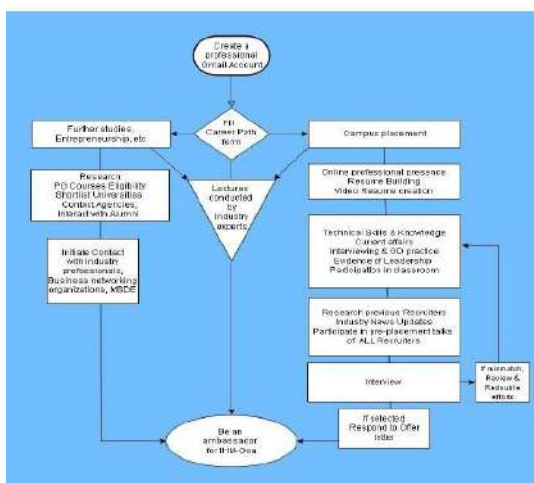 Create a
professional
Gmail Account
Fill
Career Path
form
Further studies,
Entrepreneurship, etc
Campus placement
Research
PG Courses Eligibility
Shortlist Universities
Contact Agencies,
Interact with Alumni
Lectures
conducted
by
Industry
experts
Online professional presence
Resume Building
Video Resume creation
Initiate Contact
with Industry
professionals,
Business networking
organizations, MSDE
Technical Skills & Knowledge
Current affairs
Interviewing & GD practice
Evidence of Leadership
Participation in classroom
Research previous Recruiters
Industry News Updates
Participate in pre-placement talks
of ALL Recruiters
Interview
If mismatch,
Review &
Redouble
efforts
If selected
Respond to Offer
letter
Be an
ambassador
for IHM-Goa